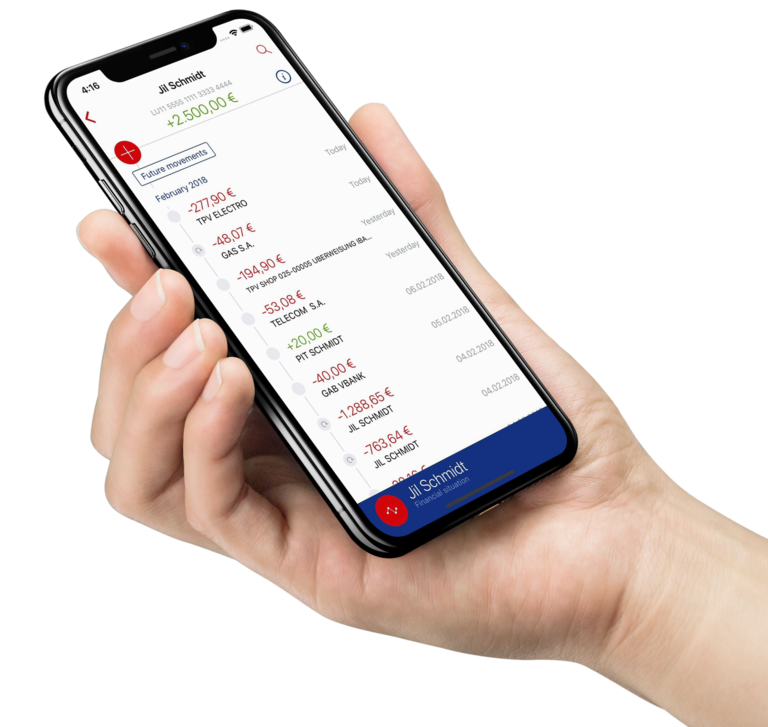 4:16
Jil Schmidt
LU11 5555 1111 3333 4444
+2.500,00 €
Future movements
February 2018
Today
-277,90 €
TPV ELECTRO
Today
-48,07 €
GAS S.A.
Yesterday
-194,90 €
TPV SHOP 025-00005 UBERWEISUNG IBA...
Yesterday
-53,08 €
TELECOM S.A.
06.02.2018
+20,00 €
PIT SCHMIDT
05.02.2018
-40,00 €
GAB VBANK
04.02.2018
-1.288,65 €
JIL SCHMIDT
04.02.2018
-763,64 €
JIL SCHMIDT
Jil Schmidt
Financial situation